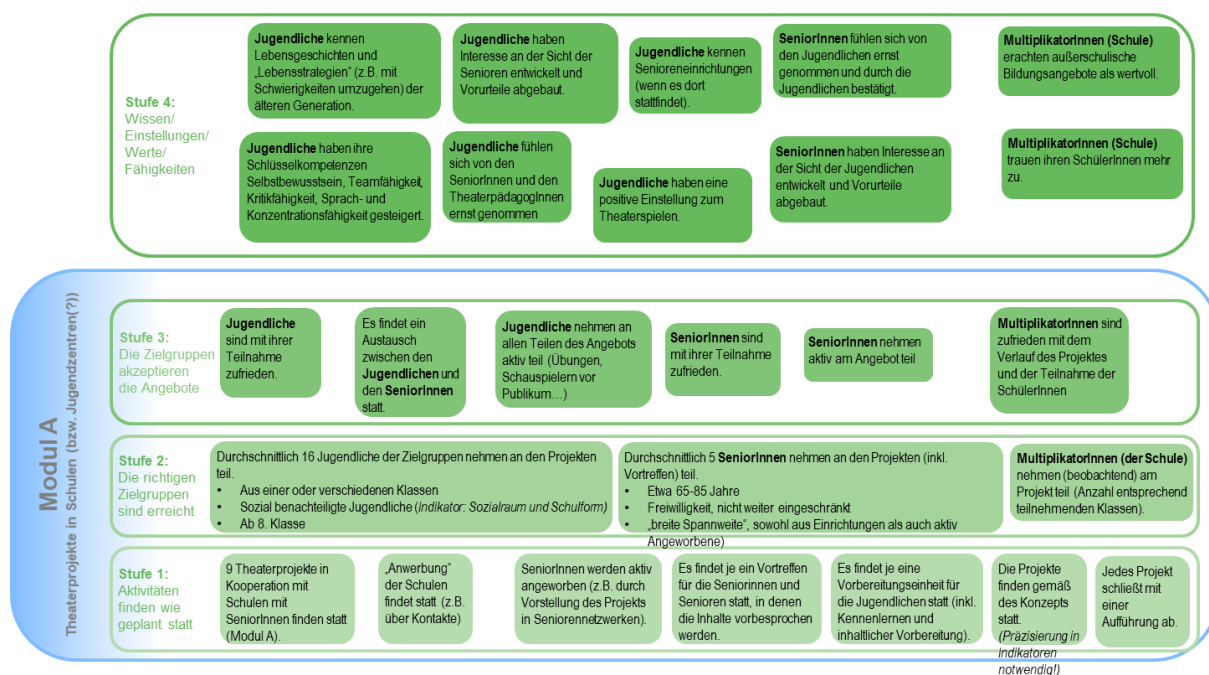 Jugendliche kennen
Lebensgeschichten und
„Lebensstrategien“ (z.B. mit
Schwierigkeiten umzugehen) der
älteren Generation.
Jugendliche haben
Interesse an der Sicht der
Senioren entwickelt und
Vorurteile abgebaut.
Jugendliche kennen
Senioreneinrichtungen
(wenn es dort
stattfindet).
SeniorInnen fühlen sich von
den Jugendlichen ernst
genommen und durch die
Jugendlichen bestätigt.
MultiplikatorInnen (Schule)
erachten außerschulische
Bildungsangebote als wertvoll.
Stufe 4:
Wissen/
Einstellungen/
Werte/
Fähigkeiten
Jugendliche haben ihre
Schlüsselkompetenzen
Selbstbewusstsein, Teamfähigkeit,
Kritikfähigkeit, Sprach- und
Konzentrationsfähigkeit gesteigert.
Jugendliche fühlen
sich von den
SeniorInnen und den
TheaterpädagogInnen
ernst genommen
Jugendliche haben eine
positive Einstellung zum
Theaterspielen.
SeniorInnen haben Interesse an
der Sicht der Jugendlichen
entwickelt und Vorurteile
abgebaut.
MultiplikatorInnen (Schule)
trauen ihren SchülerInnen mehr
zu.
Modul A
Theaterprojekte in Schulen (bzw. Jugendzentren(?))
Stufe 3:
Die Zielgruppen
akzeptieren
die Angebote
Jugendliche
sind mit ihrer
Teilnahme
zufrieden.
Es findet ein
Austausch
zwischen den
Jugendlichen und
den SeniorInnen
statt.
Jugendliche nehmen an
allen Teilen des Angebots
aktiv teil (Übungen,
Schauspielern vor
Publikum…)
SeniorInnen sind
mit ihrer Teilnahme
zufrieden.
SeniorInnen nehmen
aktiv am Angebot teil
MultiplikatorInnen sind
zufrieden mit dem
Verlauf des Projektes
und der Teilnahme der
SchülerInnen
Stufe 2:
Die richtigen
Zielgruppen
sind erreicht
Durchschnittlich 16 Jugendliche der Zielgruppen nehmen an den Projekten
teil.
• Aus einer oder verschiedenen Klassen
• Sozial benachteiligte Jugendliche (Indikator: Sozialraum und Schulform)
• Ab 8. Klasse
Durchschnittlich 5 SeniorInnen nehmen an den Projekten (inkl.
Vortreffen) teil.
• Etwa 65-85 Jahre
• Freiwilligkeit, nicht weiter eingeschränkt
• „breite Spannweite“, sowohl aus Einrichtungen als auch aktiv
Angeworbene)
MultiplikatorInnen (der Schule)
nehmen (beobachtend) am
Projekt teil (Anzahl entsprechend
teilnehmenden Klassen).
Stufe 1:
Aktivitäten
finden wie
geplant statt
9 Theaterprojekte in
Kooperation mit
Schulen mit
SeniorInnen finden statt
(Modul A).
„Anwerbung“
der Schulen
findet statt (z.B.
über Kontakte)
SeniorInnen werden aktiv
angeworben (z.B. durch
Vorstellung des Projekts
in Seniorennetzwerken).
Es findet je ein Vortreffen
für die Seniorinnen und
Senioren statt, in denen
die Inhalte vorbesprochen
werden.
Es findet je eine
Vorbereitungseinheit für
die Jugendlichen statt (inkl.
Kennenlernen und
inhaltlicher Vorbereitung).
Die Projekte
finden gemäß
des Konzepts
statt.
(Präzisierung in
Indikatoren
notwendig!)
Jedes Projekt
schließt mit
einer
Aufführung ab.